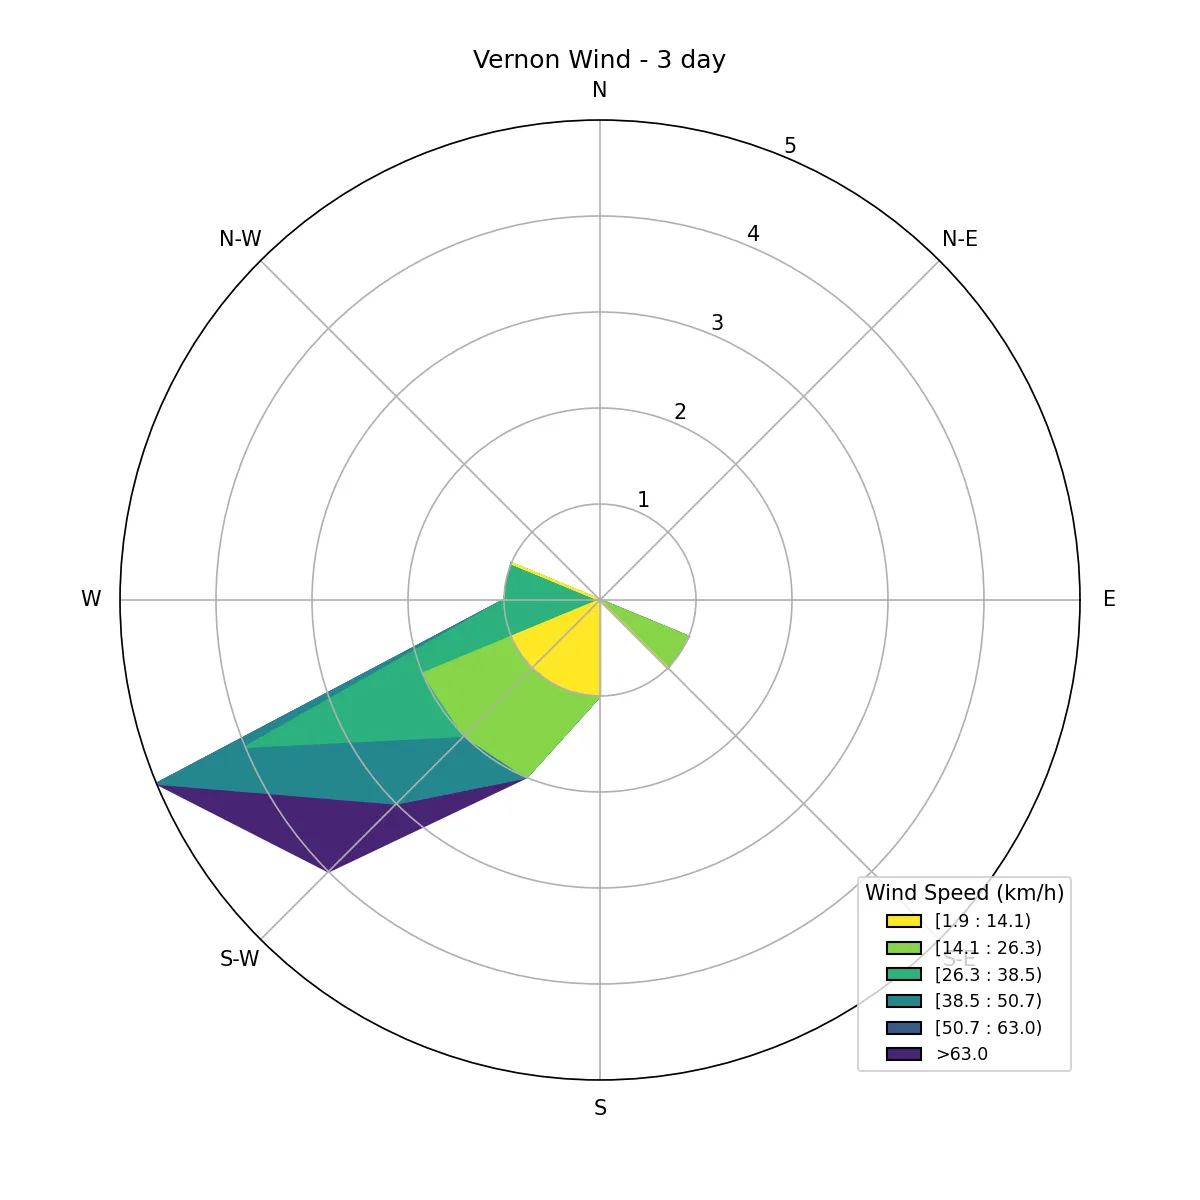 Vernon Wind - 3 day
N
5
N-W
4
N-E
3
2
1
W
E
Wind Speed (km/h)
[1.9 : 14.1)
[14.1 : 26.3)
S-W
S-E
[26.3 : 38.5)
[38.5 : 50.7)
[50.7 : 63.0)
>63.0
S